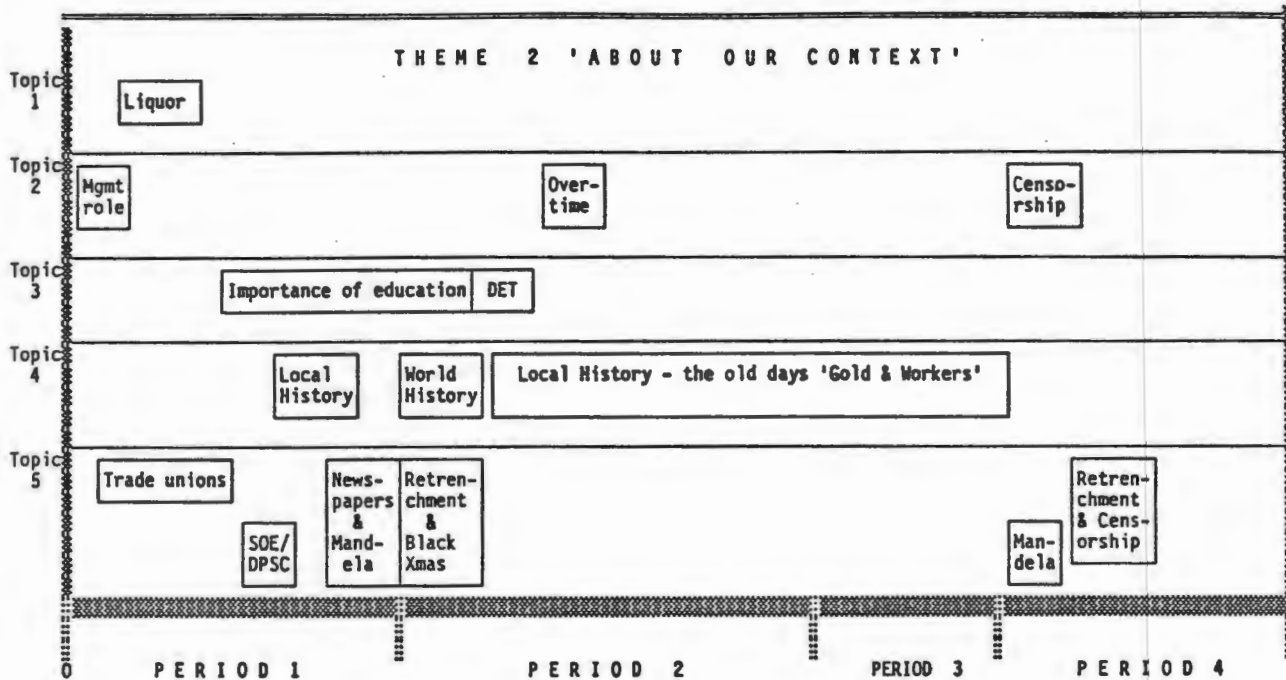 THEME 2 'ABOUT OUR CONTEXT'
Topic
1
Liquor
Topic
2
Mgmt
role
Over-
time
Censo-
rship
Topic
3
Importance of education
DET
Topic
4
Local
History
World
History
Local History - the old days 'Gold & Workers'
Topic
5
Trade unions
SOE/
DPSC
News-
papers
&
Mand-
ela
Retren-
chment
&
Black
Xmas
Man-
dela
Retren-
chment
& Cens-
orship
0
PERIOD 1
PERIOD 2
PERIOD 3
PERIOD 4